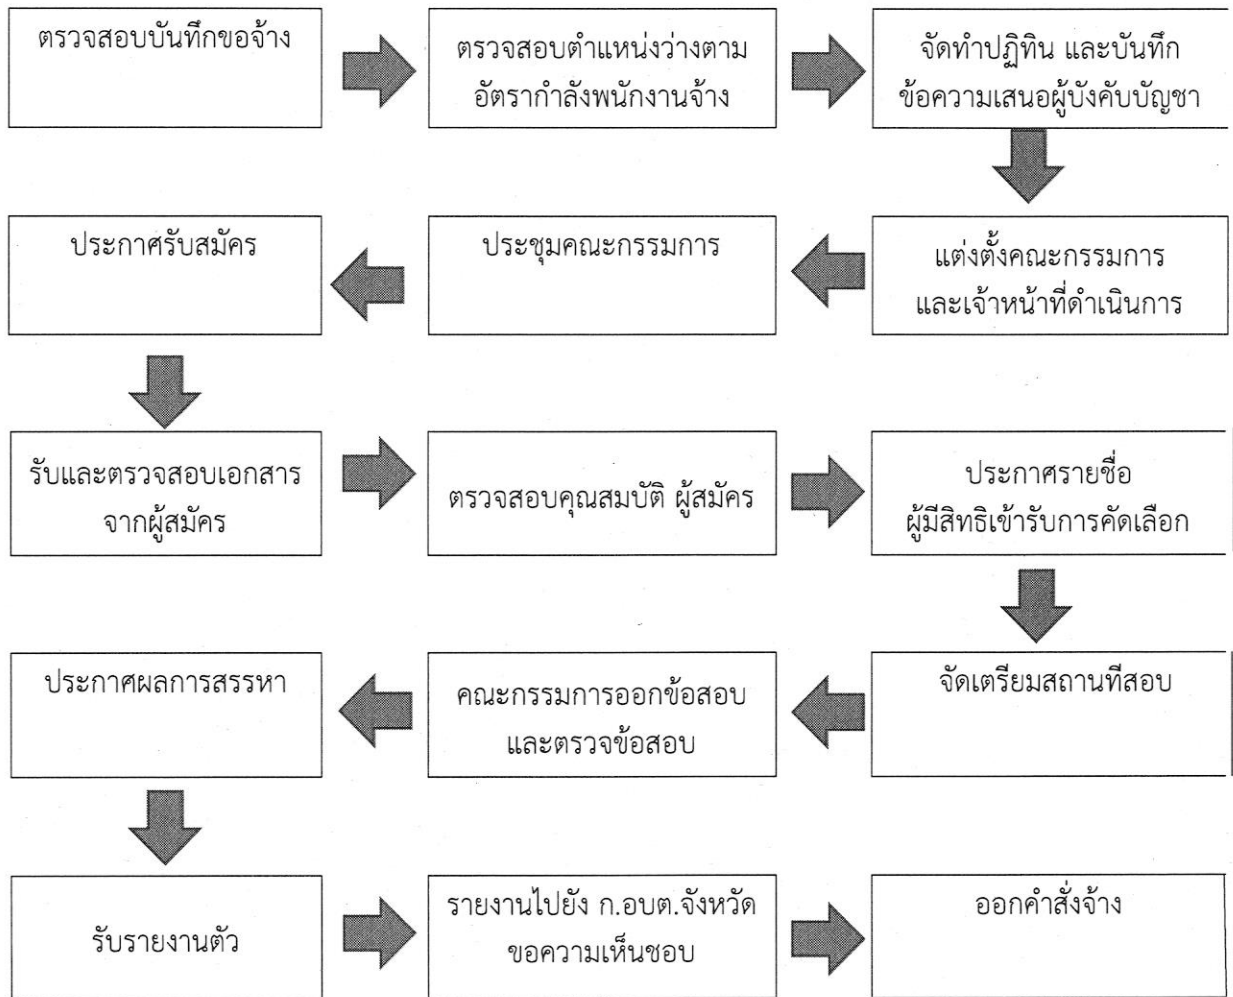 ตรวจสอบบันทึกขอจ้าง
ตรวจสอบตำแหน่งว่างตาม
อัตรากำลังพนักงานจ้าง
จัดทำปฏิทิน และบันทึก
ข้อความเสนอผู้บังคับบัญชา
แต่งตั้งคณะกรรมการ
และเจ้าหน้าที่ดำเนินการ
ประชุมคณะกรรมการ
ประกาศรับสมัคร
รับและตรวจสอบเอกสาร
จากผู้สมัคร
ตรวจสอบคุณสมบัติ ผู้สมัคร
ประกาศรายชื่อ
ผู้มีสิทธิเข้ารับการคัดเลือก
จัดเตรียมสถานที่สอบ
คณะกรรมการออกข้อสอบ
และตรวจข้อสอบ
ประกาศผลการสรรหา
รับรายงานตัว
รายงานไปยัง ก.อบต.จังหวัด
ขอความเห็นชอบ
ออกคำสั่งจ้าง